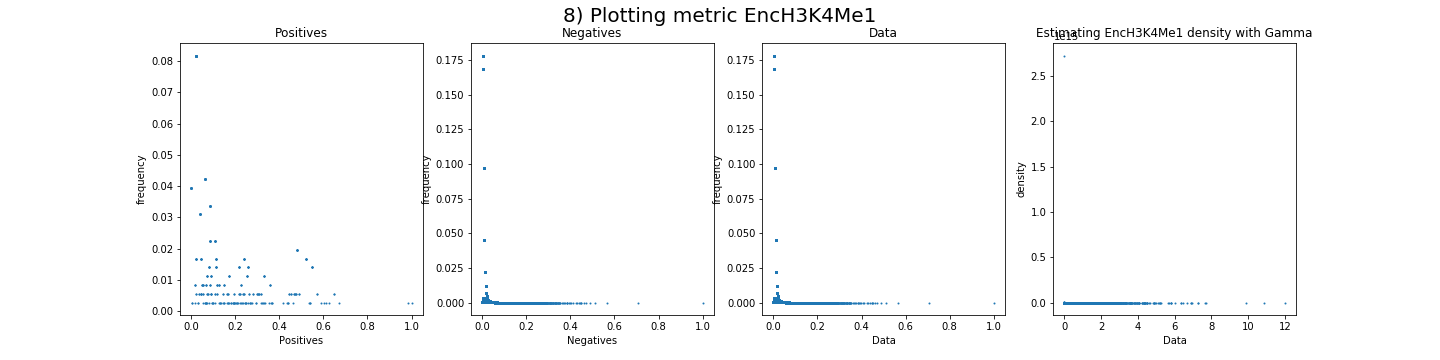 8) Plotting metric EncH3K4Me1
Positives
frequency
0.08
0.07
0.06
0.05
0.04
0.03
0.02
0.01
0.00
0.0 0.2 0.4 0.6 0.8 1.0
Positives
Negatives
frequency
0.175
0.150
0.125
0.100
0.075
0.050
0.025
0.000
0.0 0.2 0.4 0.6 0.8 1.0
Negatives
Data
frequency
0.175
0.150
0.125
0.100
0.075
0.050
0.025
0.000
0.0 0.2 0.4 0.6 0.8 1.0
Data
Estimating EncH3K4Me1 density with Gamma
1e15
density
2.5
2.0
1.5
1.0
0.5
0.0
0 2 4 6 8 10 12
Data